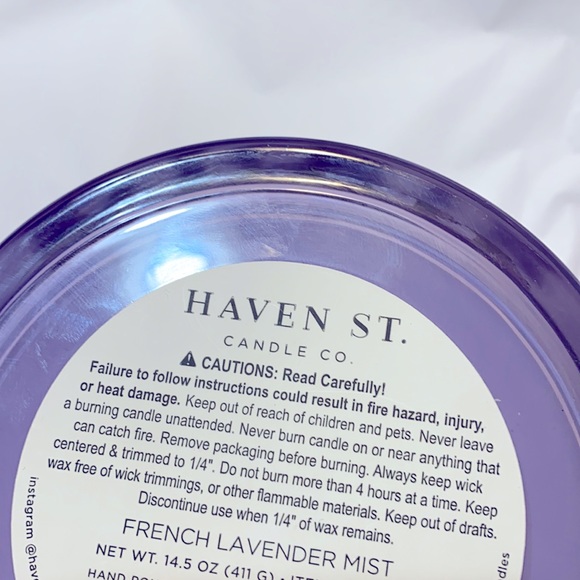 HAVEN ST.
CANDLE CO.
⚠ CAUTIONS: Read Carefully!
Failure to follow instructions could result in fire hazard, injury,
or heat damage. Keep out of reach of children and pets. Never leave
a burning candle unattended. Never burn candle on or near anything that
can catch fire. Remove packaging before burning. Always keep wick
centered & trimmed to 1/4". Do not burn more than 4 hours at a time. Keep
wax free of wick trimmings, or other flammable materials. Keep out of drafts.
Discontinue use when 1/4" of wax remains.
FRENCH LAVENDER MIST
NET WT. 14.5 OZ (411 G) •
HAND
instagram